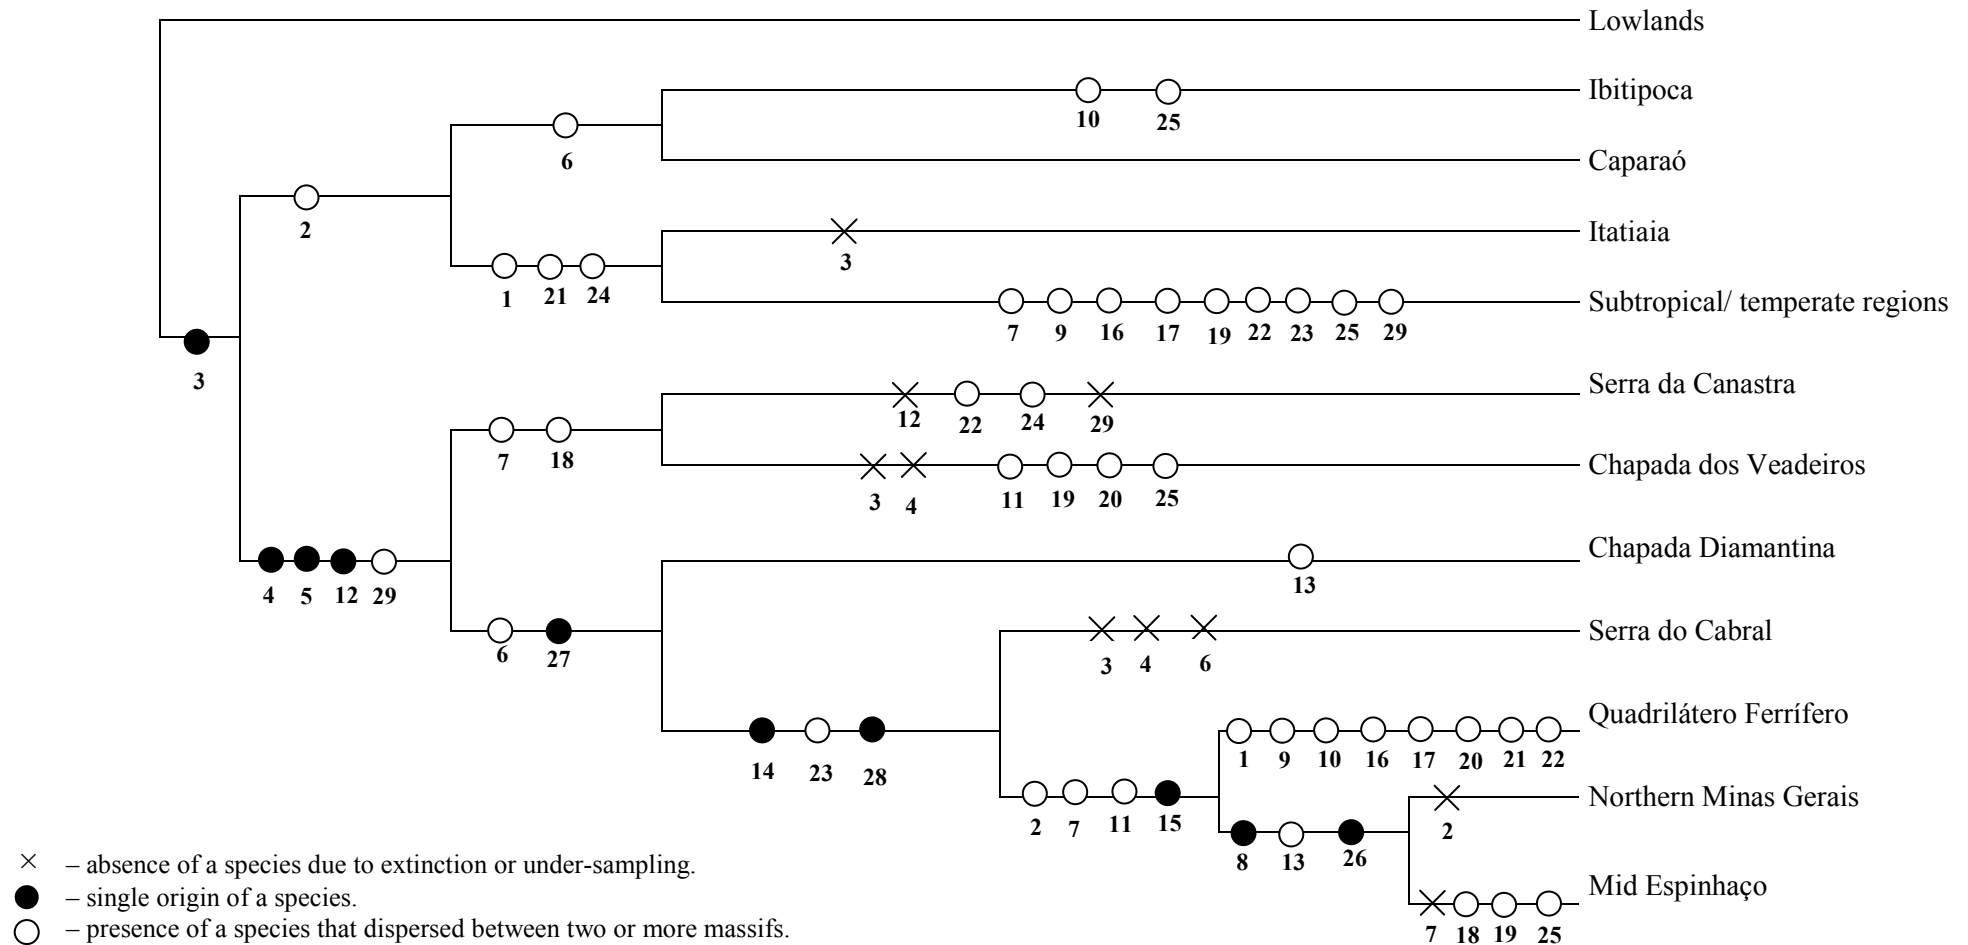 Lowlands
Ibitipoca
10 25
Caparaó
6
Itatiaia
2
3
1 21 24
Subtropical/ temperate regions
7 9 16 17 19 22 23 25 29
3
Serra da Canastra
12 22 24 29
7 18
Chapada dos Veadeiros
3 4 11 19 20 25
Chapada Diamantina
13
4 5 12 29
Serra do Cabral
6 27
3 4 6
Quadrilátero Ferrífero
14 23 28
1 9 10 16 17 20 21 22
Northern Minas Gerais
2 7 11 15
2
8 13 26
Mid Espinhaço
7 18 19 25
– absence of a species due to extinction or under-sampling.
– single origin of a species.
– presence of a species that dispersed between two or more massifs.